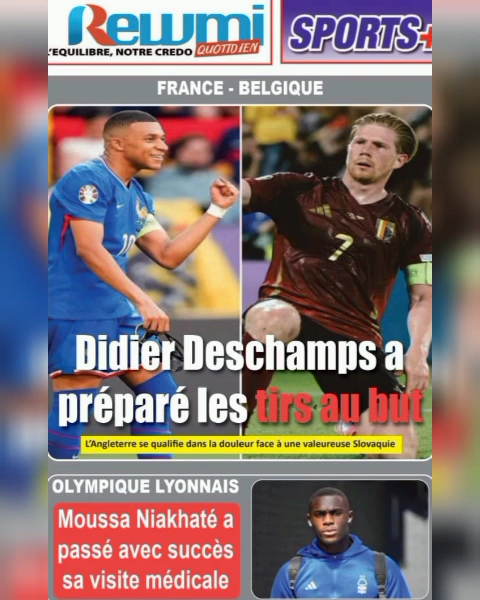 Rewmi
L'EQUILIBRE, NOTRE CREDO QUOTIDIEN
SPORTS+
FRANCE - BELGIQUE
7
Didier Deschamps a
préparé les tirs au but
L'Angleterre se qualifie dans la douleur face à une valeureuse Slovaquie
OLYMPIQUE LYONNAIS
Moussa Niakhaté a
passé avec succès
sa visite médicale